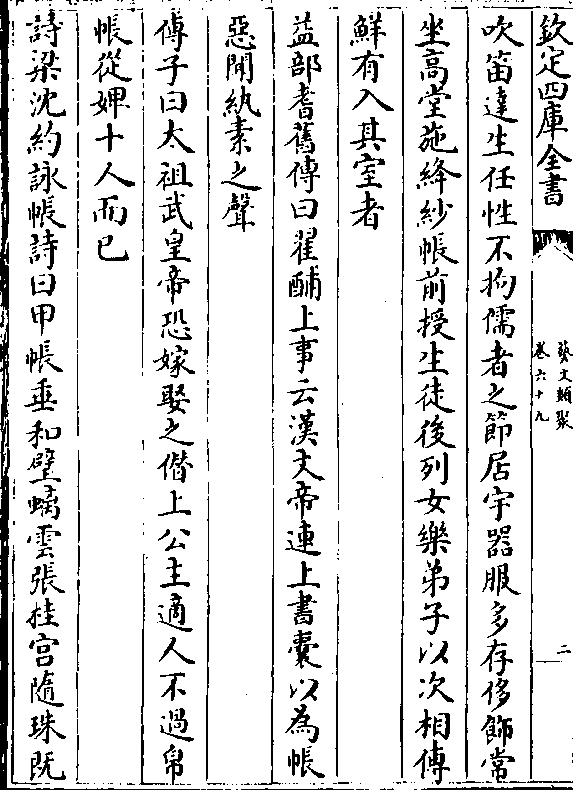 欽定四庫全書
藝文類聚
卷六十九
二
吹笛達生任性不拘儒者之節居宇器服多存侈飾常
坐高堂施絳紗帳前授生徒後列女樂弟子以次相傳
鮮有入其室者
益部耆舊傳曰翟酺上事云漢文帝連上書囊以為帳
惡聞紈素之聲
傅子曰太祖武皇帝恐嫁娶之僭上公主適人不過帛
帳從婢十人而已
詩梁沈約詠帳詩曰甲帳垂和璧螭雲張桂宮隨珠既